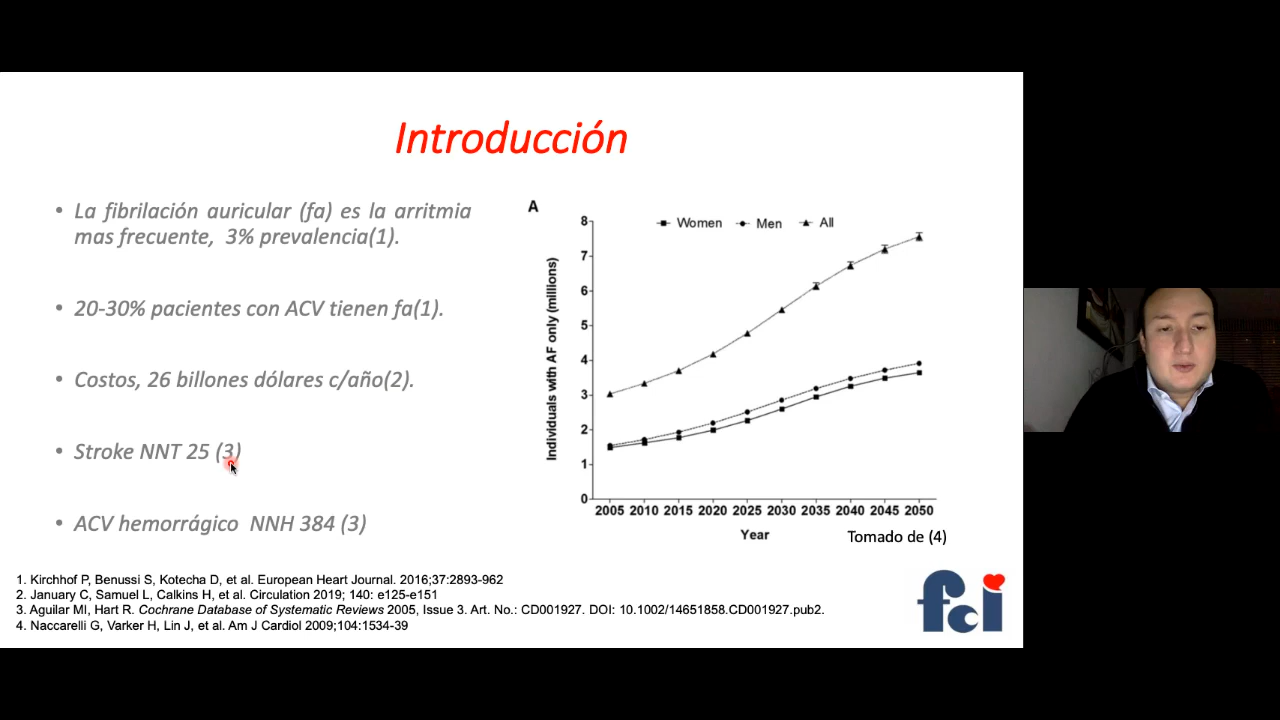 Introducción
• La fibrilación auricular (fa) es la arritmia
mas frecuente, 3% prevalencia(1).
• 20-30% pacientes con ACV tienen fa(1).
• Costos, 26 billones dólares c/año(2).
• Stroke NNT 25 (3)
• ACV hemorrágico NNH 384 (3)
A
Women Men All
Individuals with AF only (millions)
8
7
6
5
4
3
2
1
0
2005 2010 2015 2020 2025 2030 2035 2040 2045 2050
Year
Tomado de (4)
1. Kirchhof P, Benussi S, Kotecha D, et al. European Heart Journal. 2016;37:2893-962
2. January C, Samuel L, Calkins H, et al. Circulation 2019; 140: e125-e151
3. Aguilar MI, Hart R. Cochrane Database of Systematic Reviews 2005, Issue 3. Art. No.: CD001927. DOI: 10.1002/14651858.CD001927.pub2.
4. Naccarelli G, Varker H, Lin J, et al. Am J Cardiol 2009;104:1534-39
fci